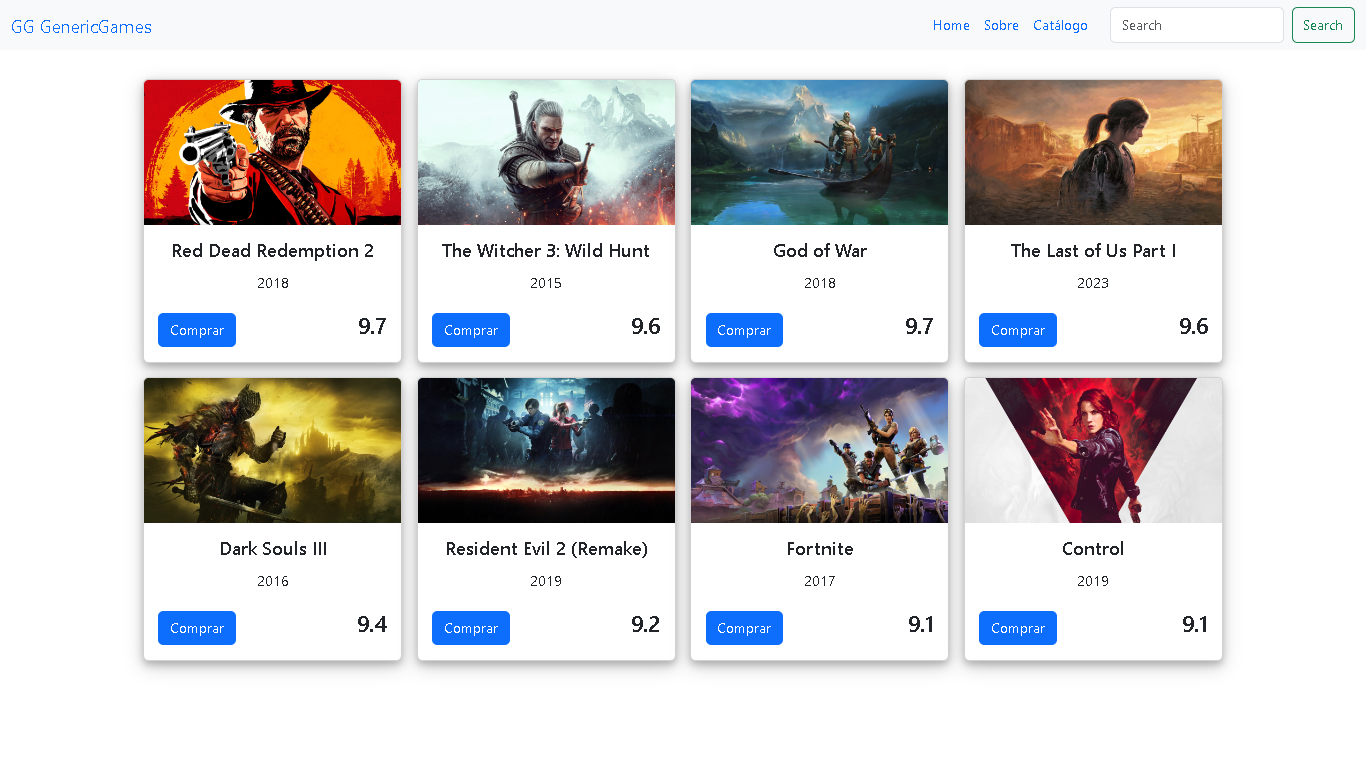 GG GenericGames Home Sobre Catálogo Search Search
Red Dead Redemption 2
2018
Comprar 9.7
The Witcher 3: Wild Hunt
2015
Comprar 9.6
God of War
2018
Comprar 9.7
The Last of Us Part I
2023
Comprar 9.6
Dark Souls III
2016
Comprar 9.4
Resident Evil 2 (Remake)
2019
Comprar 9.2
Fortnite
2017
Comprar 9.1
Control
2019
Comprar 9.1